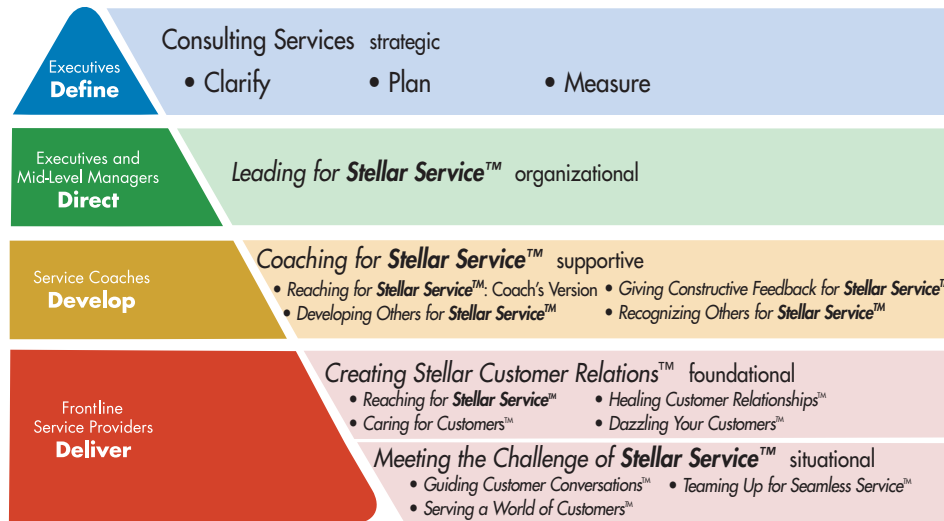 Executives
Define
Consulting Services strategic
• Clarify • Plan • Measure
Executives and
Mid-Level Managers
Direct
Leading for Stellar Service™ organizational
Service Coaches
Develop
Coaching for Stellar Service™ supportive
• Reaching for Stellar Service™: Coach's Version • Giving Constructive Feedback for Stellar Service™
• Developing Others for Stellar Service™ • Recognizing Others for Stellar Service™
Frontline
Service Providers
Deliver
Creating Stellar Customer Relations™ foundational
• Reaching for Stellar Service™ • Healing Customer Relationships™
• Caring for Customers™ • Dazzling Your Customers™
Meeting the Challenge of Stellar Service™ situational
• Guiding Customer Conversations™ • Teaming Up for Seamless Service™
• Serving a World of Customers™